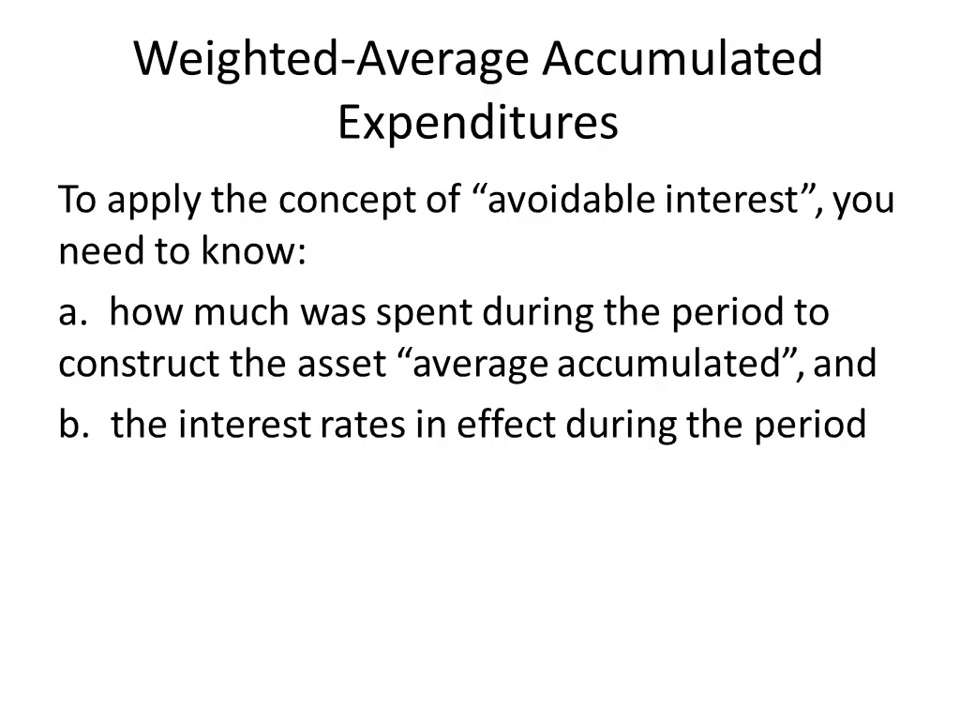 Weighted-Average Accumulated
Expenditures
To apply the concept of “avoidable interest”, you
need to know:
a.  how much was spent during the period to
construct the asset “average accumulated”, and
b.  the interest rates in effect during the period